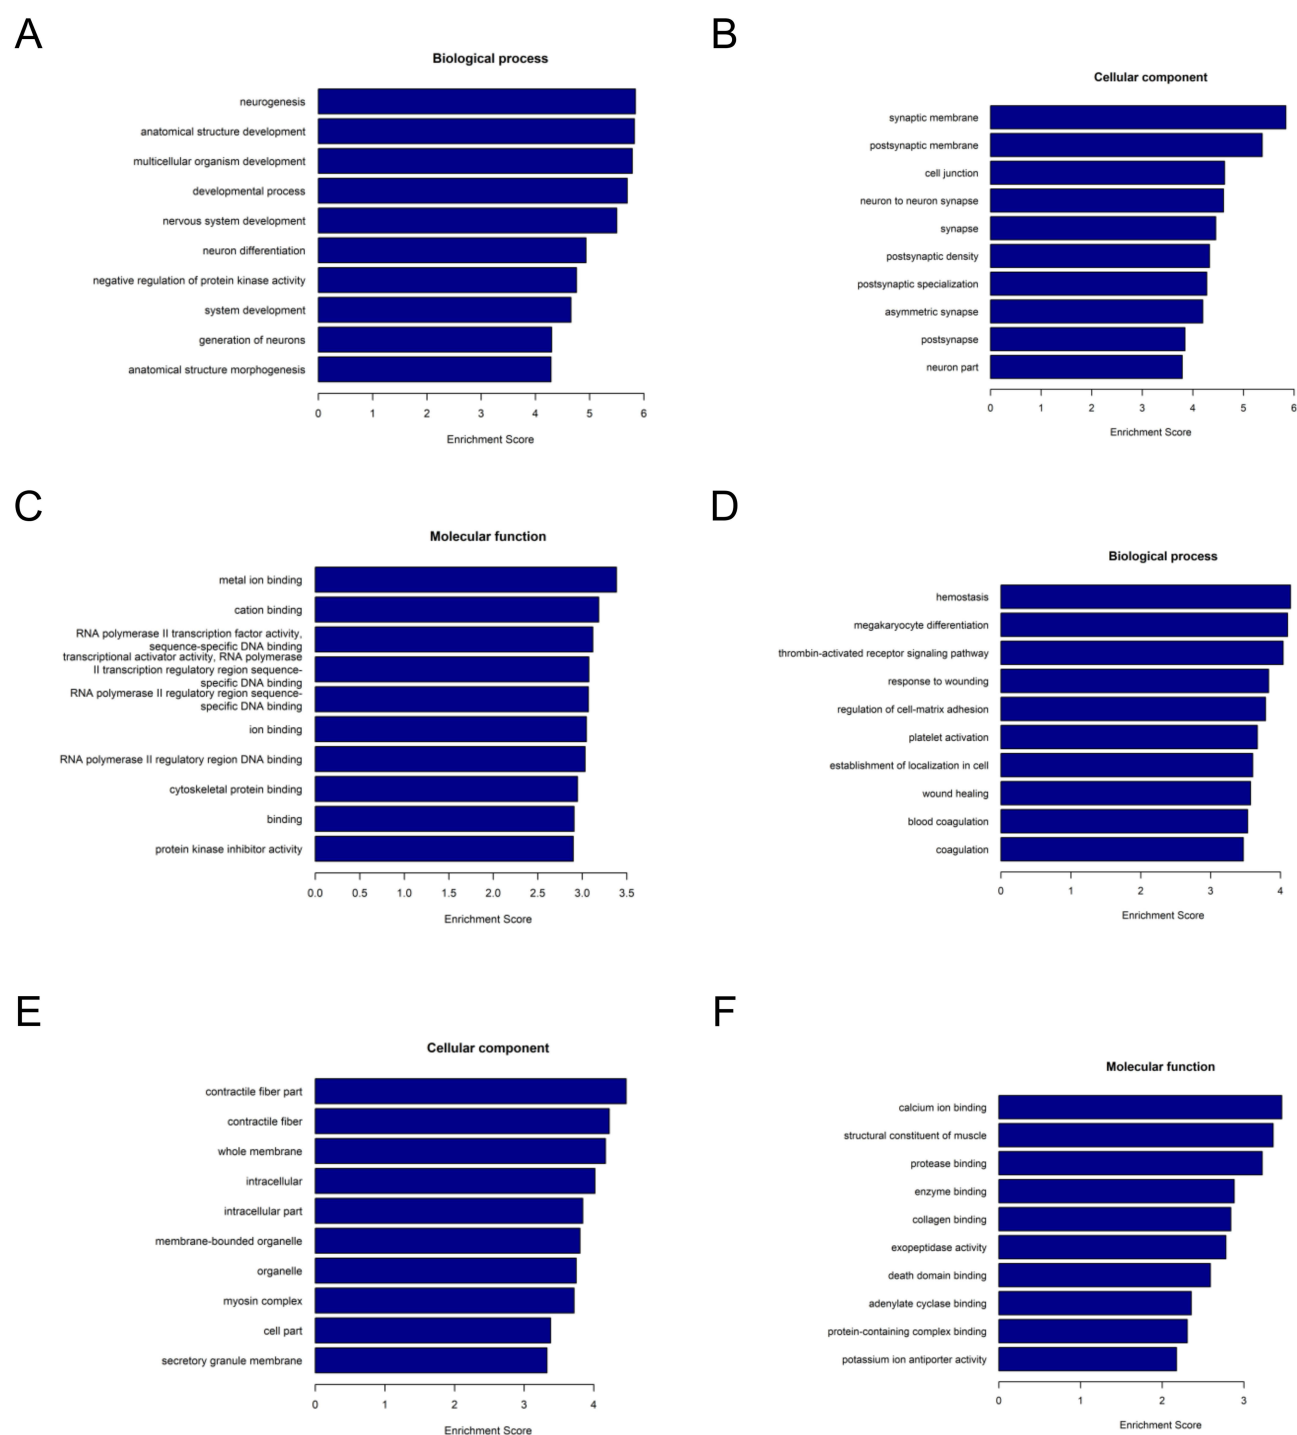 A
Biological process
neurogenesis
anatomical structure development
multicellular organism development
developmental process
nervous system development
neuron differentiation
negative regulation of protein kinase activity
system development
generation of neurons
anatomical structure morphogenesis
0 1 2 3 4 5 6
Enrichment Score
B
Cellular component
synaptic membrane
postsynaptic membrane
cell junction
neuron to neuron synapse
synapse
postsynaptic density
postsynaptic specialization
asymmetric synapse
postsynapse
neuron part
0 1 2 3 4 5 6
Enrichment Score
C
Molecular function
metal ion binding
cation binding
RNA polymerase II transcription factor activity,
sequence-specific DNA binding
transcriptional activator activity, RNA polymerase
II transcription regulatory region sequence-
specific DNA binding
RNA polymerase II regulatory region sequence-
specific DNA binding
ion binding
RNA polymerase II regulatory region DNA binding
cytoskeletal protein binding
binding
protein kinase inhibitor activity
0.0 0.5 1.0 1.5 2.0 2.5 3.0 3.5
Enrichment Score
D
Biological process
hemostasis
megakaryocyte differentiation
thrombin-activated receptor signaling pathway
response to wounding
regulation of cell-matrix adhesion
platelet activation
establishment of localization in cell
wound healing
blood coagulation
coagulation
0 1 2 3 4
Enrichment Score
E
Cellular component
contractile fiber part
contractile fiber
whole membrane
intracellular
intracellular part
membrane-bounded organelle
organelle
myosin complex
cell part
secretory granule membrane
0 1 2 3 4
Enrichment Score
F
Molecular function
calcium ion binding
structural constituent of muscle
protease binding
enzyme binding
collagen binding
exopeptidase activity
death domain binding
adenylate cyclase binding
protein-containing complex binding
potassium ion antiporter activity
0 1 2 3
Enrichment Score